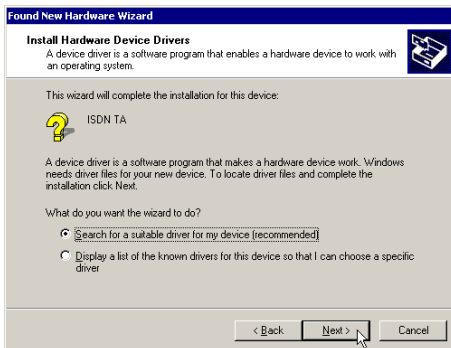 Found New Hardware Wizard
Install Hardware Device Drivers
A device driver is a software program that enables a hardware device to work with
an operating system.
This wizard will complete the installation for this device:
ISDN TA
A device driver is a software program that makes a hardware device work. Windows
needs driver files for your new device. To locate driver files and complete the
installation click Next.
What do you want the wizard to do?
Search for a suitable driver for my device (recommended)
Display a list of the known drivers for this device so that I can choose a specific
driver
< Back
Next >
Cancel